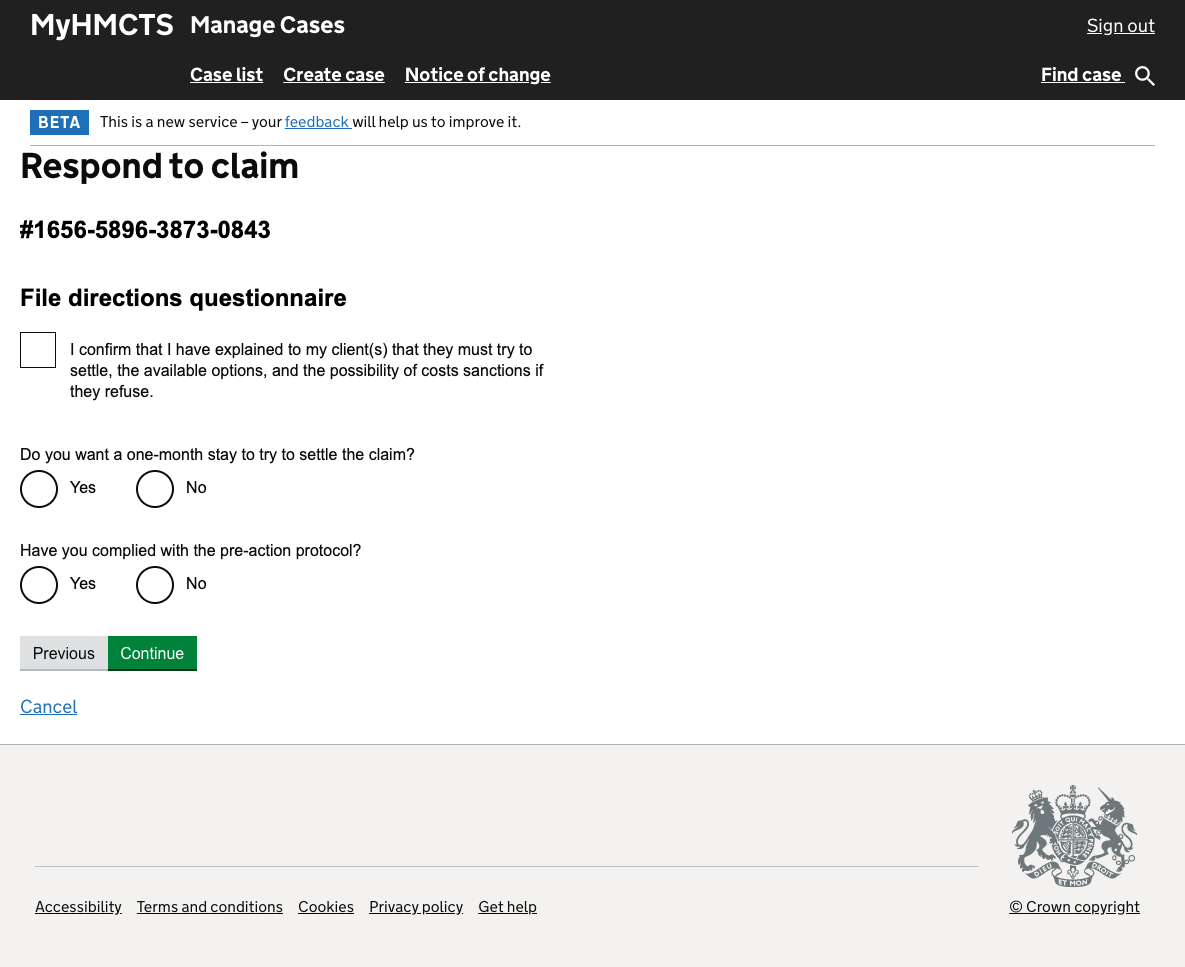 MyHMCTS Manage Cases Sign out
Case list Create case Notice of change Find case
BETA This is a new service – your feedback will help us to improve it.
Respond to claim
#1656-5896-3873-0843
File directions questionnaire
I confirm that I have explained to my client(s) that they must try to
settle, the available options, and the possibility of costs sanctions if
they refuse.
Do you want a one-month stay to try to settle the claim?
Yes No
Have you complied with the pre-action protocol?
Yes No
Previous Continue
Cancel
DIEU ET MON DROIT
Accessibility Terms and conditions Cookies Privacy policy Get help © Crown copyright